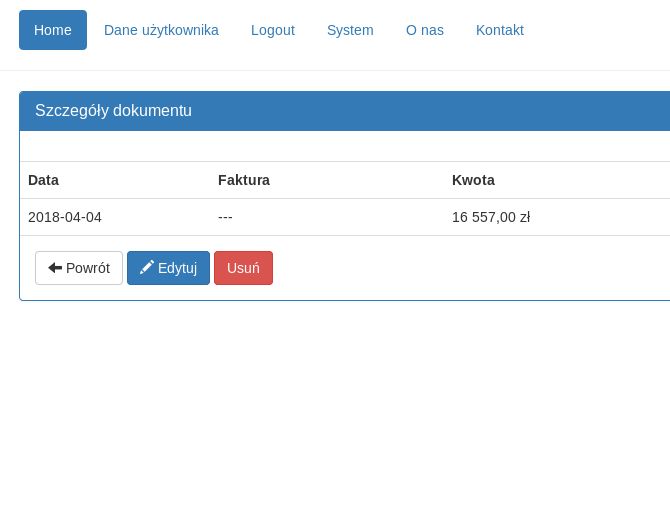 Home Dane użytkownika Logout System O nas Kontakt
Szczegóły dokumentu
Data Faktura Kwota
2018-04-04 --- 16 557,00 zł
Powrót Edytuj Usuń